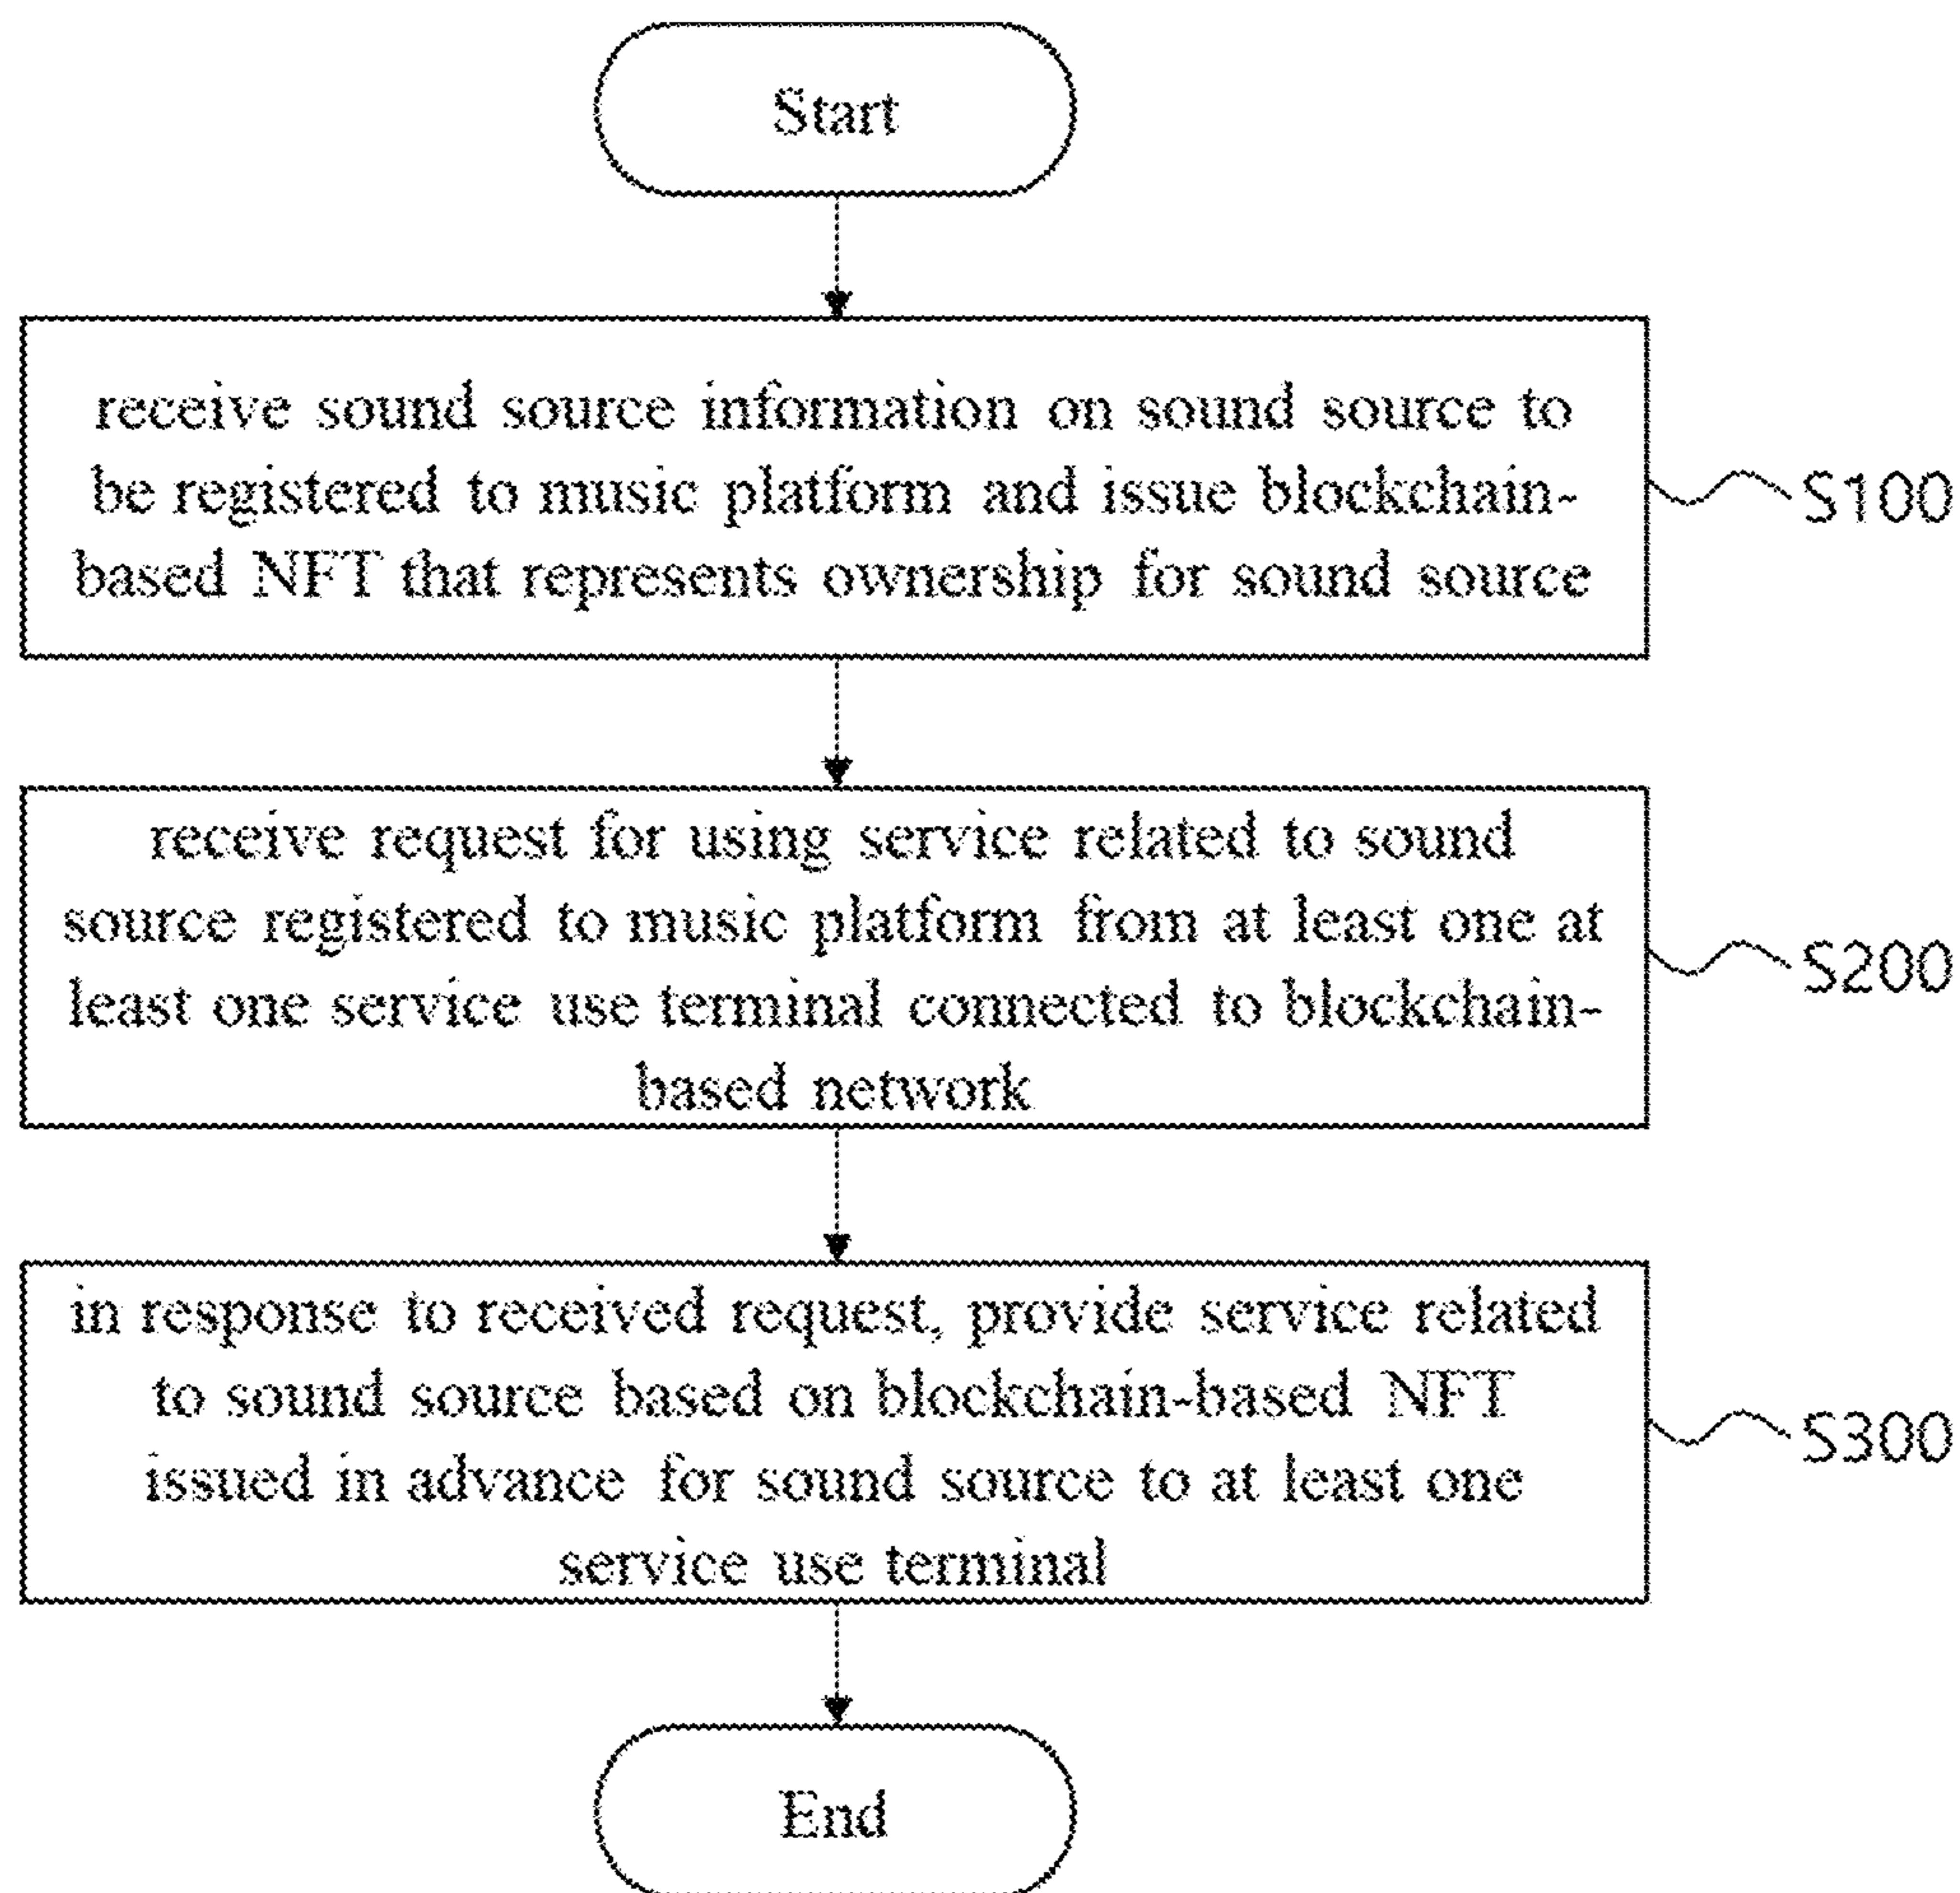 Start
receive sound source information on sound source to
be registered to music platform and issue blockchain-
based NFT that represents ownership for sound source
S100
receive request for using service related to sound
source registered to music platform from at least one at
least one service use terminal connected to blockchain-
based network
S200
in response to received request, provide service related
to sound source based on blockchain-based NFT
issued in advance for sound source to at least one
service use terminal
S300
End